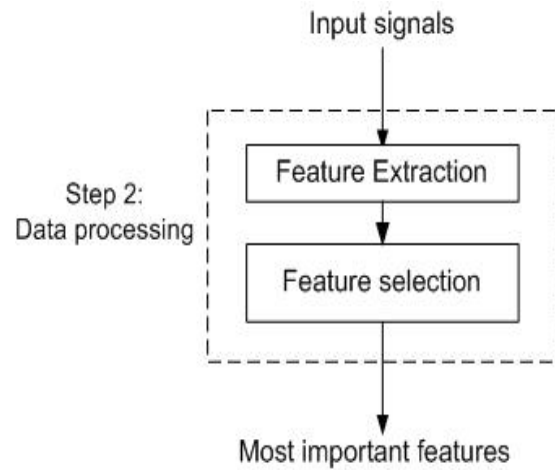 Input signals
Feature Extraction
Step 2:
Data processing
Feature selection
Most important features